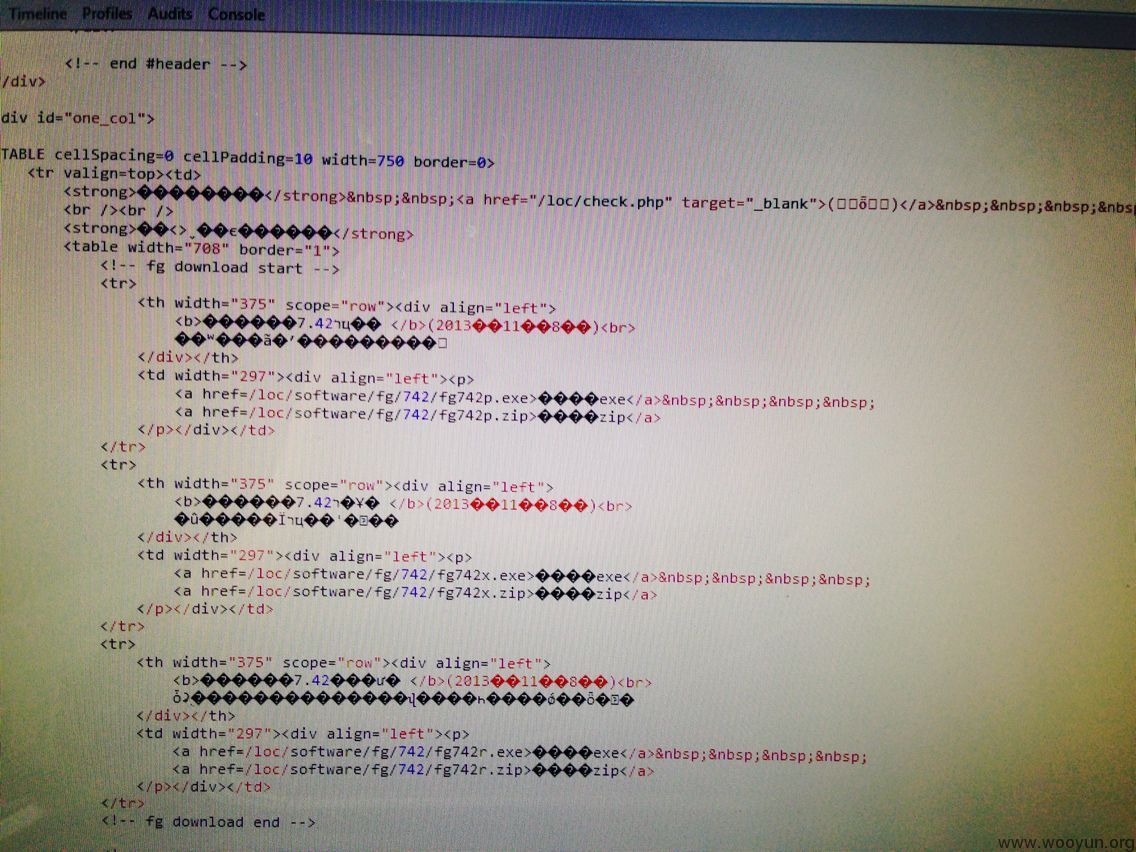 Timeline Profiles Audits Console
<!-- end #header -->
/div>
div id="one_col">
TABLE cellSpacing=0 cellPadding=10 width=750 border=0>
<tr valign=top><td>
<strong>����������</strong>&nbsp;&nbsp;<a href="/loc/check.php" target="_blank">(□□ȭ□□)</a>&nbsp;&nbsp;&nbsp;&nbs
<br /><br />
<strong>��<>ˬ��є������</strong>
<table width="708" border="1">
<!-- fg download start -->
<tr>
<th width="375" scope="row"><div align="left">
<b>������7.42רц�� </b>(2013��11��8��)<br>
</div></th>
<td width="297"><div align="left"><p>
<a href=/loc/software/fg/742/fg742p.exe>����exe</a>&nbsp;&nbsp;&nbsp;&nbsp;
<a href=/loc/software/fg/742/fg742p.zip>����zip</a>
</p></div></td>
</tr>
<tr>
<th width="375" scope="row"><div align="left">
<b>������7.42ר�¥� </b>(2013��11��8��)<br>
</div></th>
<td width="297"><div align="left"><p>
<a href=/loc/software/fg/742/fg742x.exe>����exe</a>&nbsp;&nbsp;&nbsp;&nbsp;
<a href=/loc/software/fg/742/fg742x.zip>����zip</a>
</p></div></td>
</tr>
<tr>
<th width="375" scope="row"><div align="left">
<b>������7.42���ư� </b>(2013��11��8��)<br>
</div></th>
<td width="297"><div align="left"><p>
<a href=/loc/software/fg/742/fg742r.exe>����exe</a>&nbsp;&nbsp;&nbsp;&nbsp;
<a href=/loc/software/fg/742/fg742r.zip>����zip</a>
</p></div></td>
</tr>
<!-- fg download end -->
www.wooyun.org